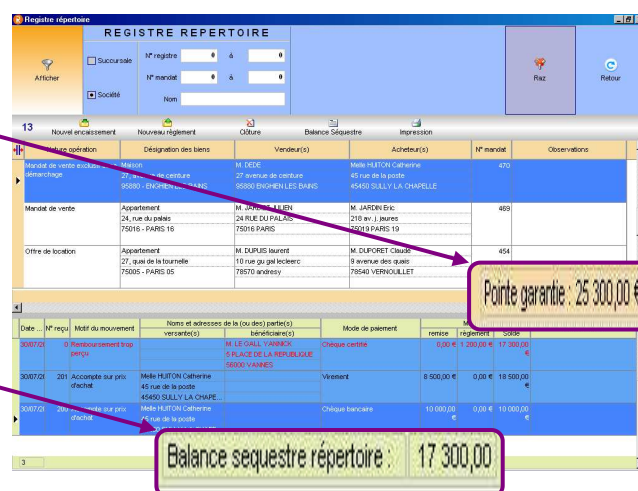 Registre répertoire
REGISTRE REPERTOIRE
Afficher
Succursale
Société
N° registre 0 à 0
N° mandat 0 à 0
Nom
Raz
Retour
13 Nouvel encaissement Nouveau règlement Clôture Balance Séquestre Impression
Nature opération Désignation des biens Vendeur(s) Acheteur(s) N° mandat Observations
Mandat de vente Maison M. DEDE Melle HUITON Catherine 470
démarchage 27, avenue de ceinture 27 avenue de ceinture 45 rue de la poste
95880 - ENGHIEN LES BAINS 95880 ENGHIEN LES BAINS 45450 SULLY LA CHAPELLE
Mandat de vente Appartement M. JULIEN M. JARDIN Eric 469
24, rue du palais 24 RUE DU PALAIS 218 av. j. jaures
75016 - PARIS 16 75016 PARIS 75019 PARIS 19
Offre de location Appartement M. DUPUIS laurent M. DUPORET Claude 454
27, quai de la tournelle 10 rue gu gal lecleerc 9 avenue des quais
75005 - PARIS 05 78570 andresy 78540 VERNOUILLET
Pointe garantie : 25 300,00 €
Date ... N° reçu Motif du mouvement Noms et adresses de la (ou des) partie(s) Mode de paiement
versante(s) bénéficiaire(s) remise règlement Solde
30/07/20 0 Remboursement trop perçu M. LE GALL YANNICK Chèque certifié 0,00 € 1 200,00 € 17 300,00 €
5 PLACE DE LA REPUBLIQUE
56000 VANNES
30/07/20 201 Accompte sur prix d'achat Melle HUITON Catherine Virement 8 500,00 € 0,00 € 18 500,00 €
45 rue de la poste
45450 SULLY LA CHAPE...
30/07/20 200 Accompte sur prix d'achat Melle HUITON Catherine Chèque bancaire 10 000,00 € 0,00 € 10 000,00 €
45 rue de la poste
Balance sequestre répertoire : 17 300,00
3